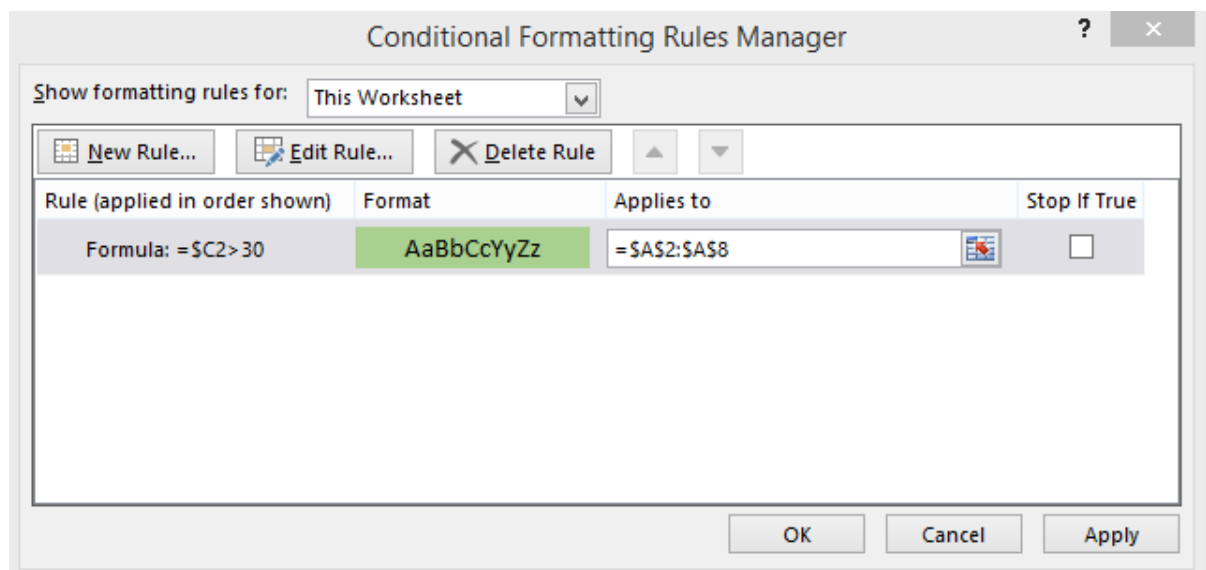 Conditional Formatting Rules Manager ?
Show formatting rules for: This Worksheet
New Rule... Edit Rule... Delete Rule
Rule (applied in order shown) Format Applies to Stop If True
Formula: =$C2>30 AaBbCcYyZz =$A$2:$A$8
OK Cancel Apply